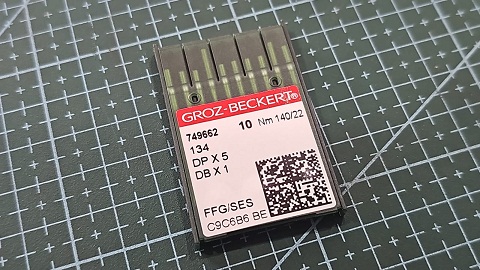 GROZ-BECKERT®
749662 10 Nm 140/22
134
DP X 5
DB X 1
FFG/SES
C9C6B6 BE